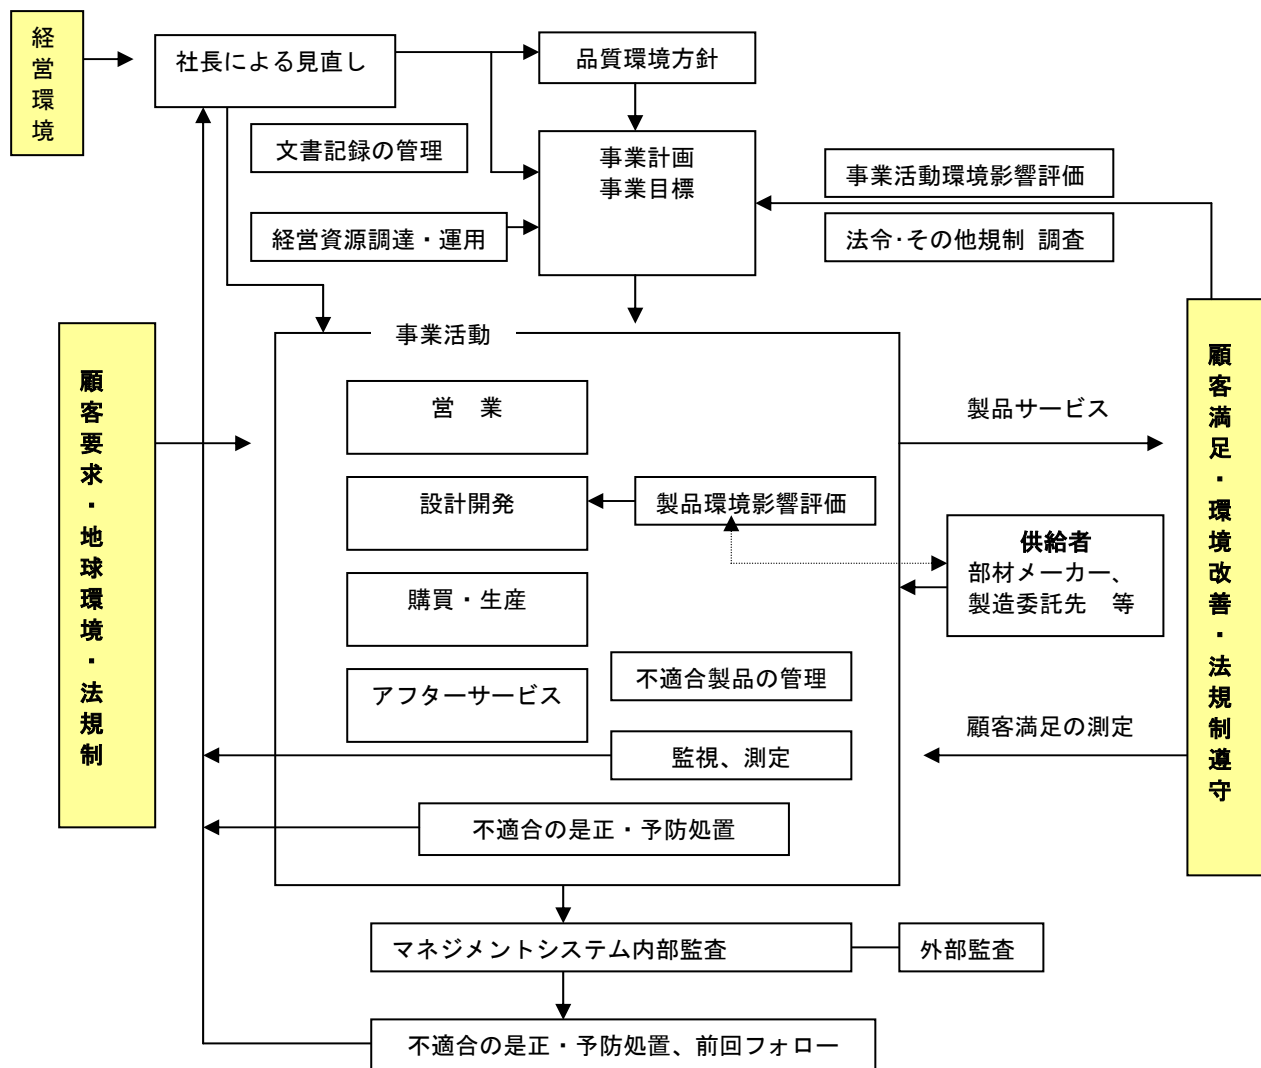 経営環境
社長による見直し
品質環境方針
文書記録の管理
事業計画
事業目標
事業活動環境影響評価
経営資源調達・運用
法令・その他規制 調査
事業活動
顧客要求・地球環境・法規制
営　業
製品サービス
設計開発
製品環境影響評価
供給者
部材メーカー、
製造委託先　等
購買・生産
不適合製品の管理
アフターサービス
顧客満足の測定
監視、測定
不適合の是正・予防処置
顧客満足・環境改善・法規制遵守
マネジメントシステム内部監査
外部監査
不適合の是正・予防処置、前回フォロー